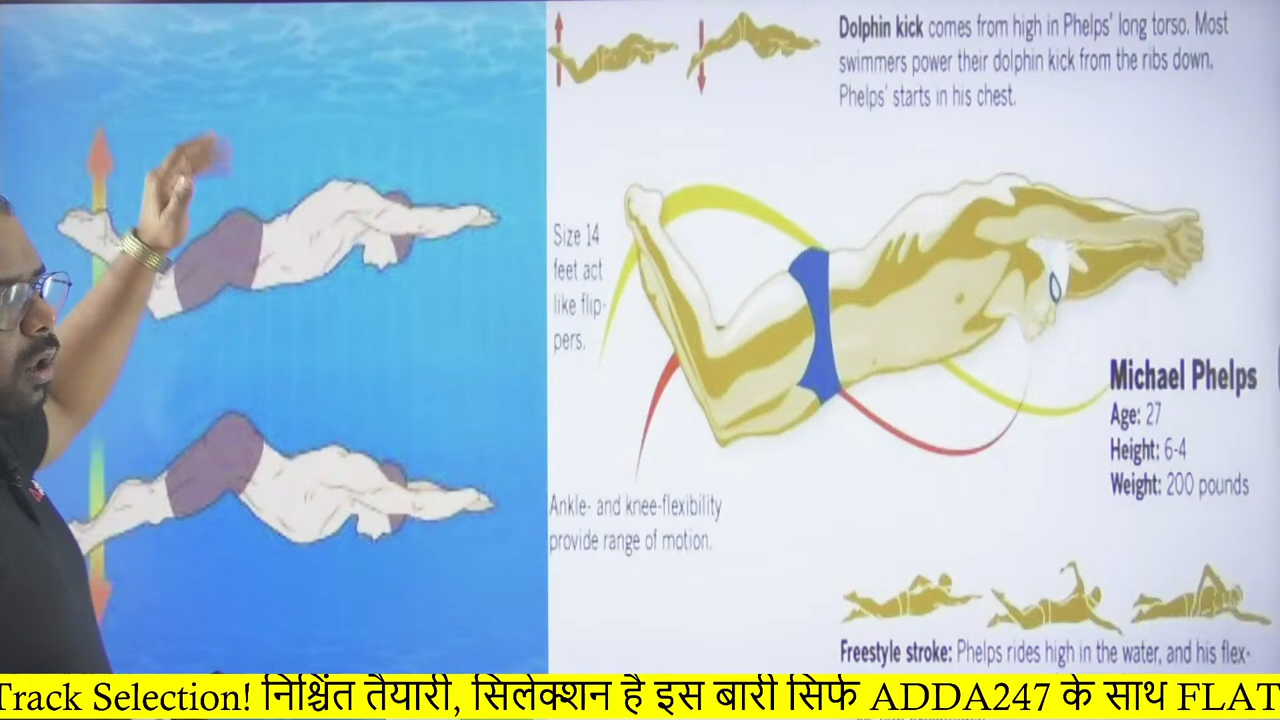 Dolphin kick comes from high in Phelps' long torso. Most
swimmers power their dolphin kick from the ribs down.
Phelps' starts in his chest.
Size 14
feet act
like flip-
pers.
Michael Phelps
Age: 27
Height: 6-4
Weight: 200 pounds
Ankle- and knee-flexibility
provide range of motion.
Freestyle stroke: Phelps rides high in the water, and his flex-
Track Selection! निश्चिंत तैयारी, सिलेक्शन है इस बारी सिर्फ ADDA247 के साथ FLAT